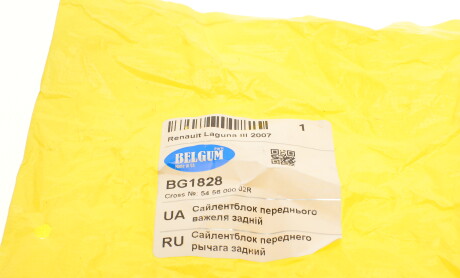 Renault Laguna III 2007
1
BELGUM
BG1828
Cross №: 54 58 000 02R
UA Сайлентблок переднього
важеля задній
RU Сайлентблок переднего
рычага задний